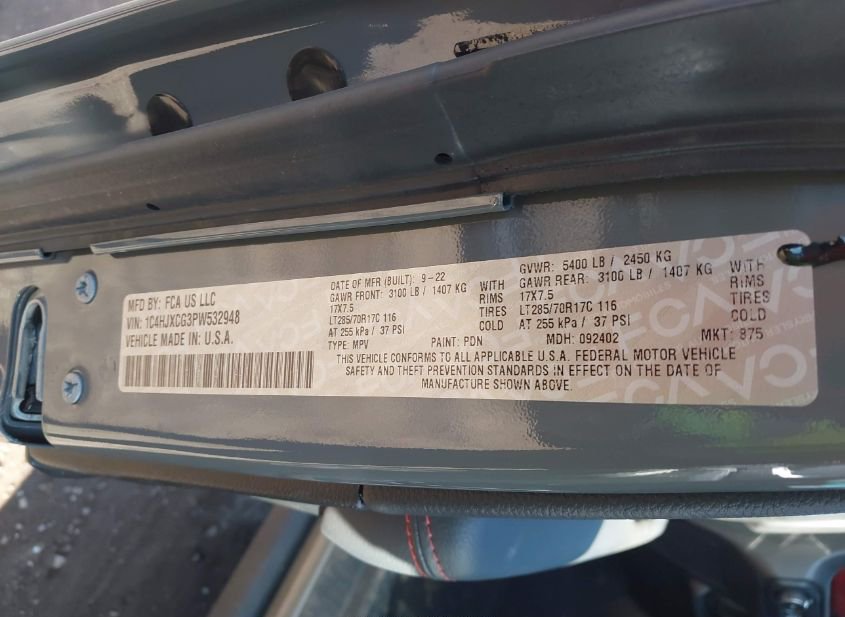 MFD BY: FCA US LLC
VIN: 1C4HJXCG3PW532948
VEHICLE MADE IN: U.S.A.
DATE OF MFR (BUILT): 9-22
GAWR FRONT: 3100 LB / 1407 KG WITH
17X7.5 RIMS
LT285/70R17C 116 TIRES
AT 255 kPa / 37 PSI COLD
TYPE: MPV PAINT: PDN
GVWR: 5400 LB / 2450 KG
GAWR REAR: 3100 LB / 1407 KG WITH
17X7.5 RIMS
LT285/70R17C 116 TIRES
AT 255 kPa / 37 PSI COLD
MDH: 092402 MKT: 875
THIS VEHICLE CONFORMS TO ALL APPLICABLE U.S.A. FEDERAL MOTOR VEHICLE
SAFETY AND THEFT PREVENTION STANDARDS IN EFFECT ON THE DATE OF
MANUFACTURE SHOWN ABOVE.